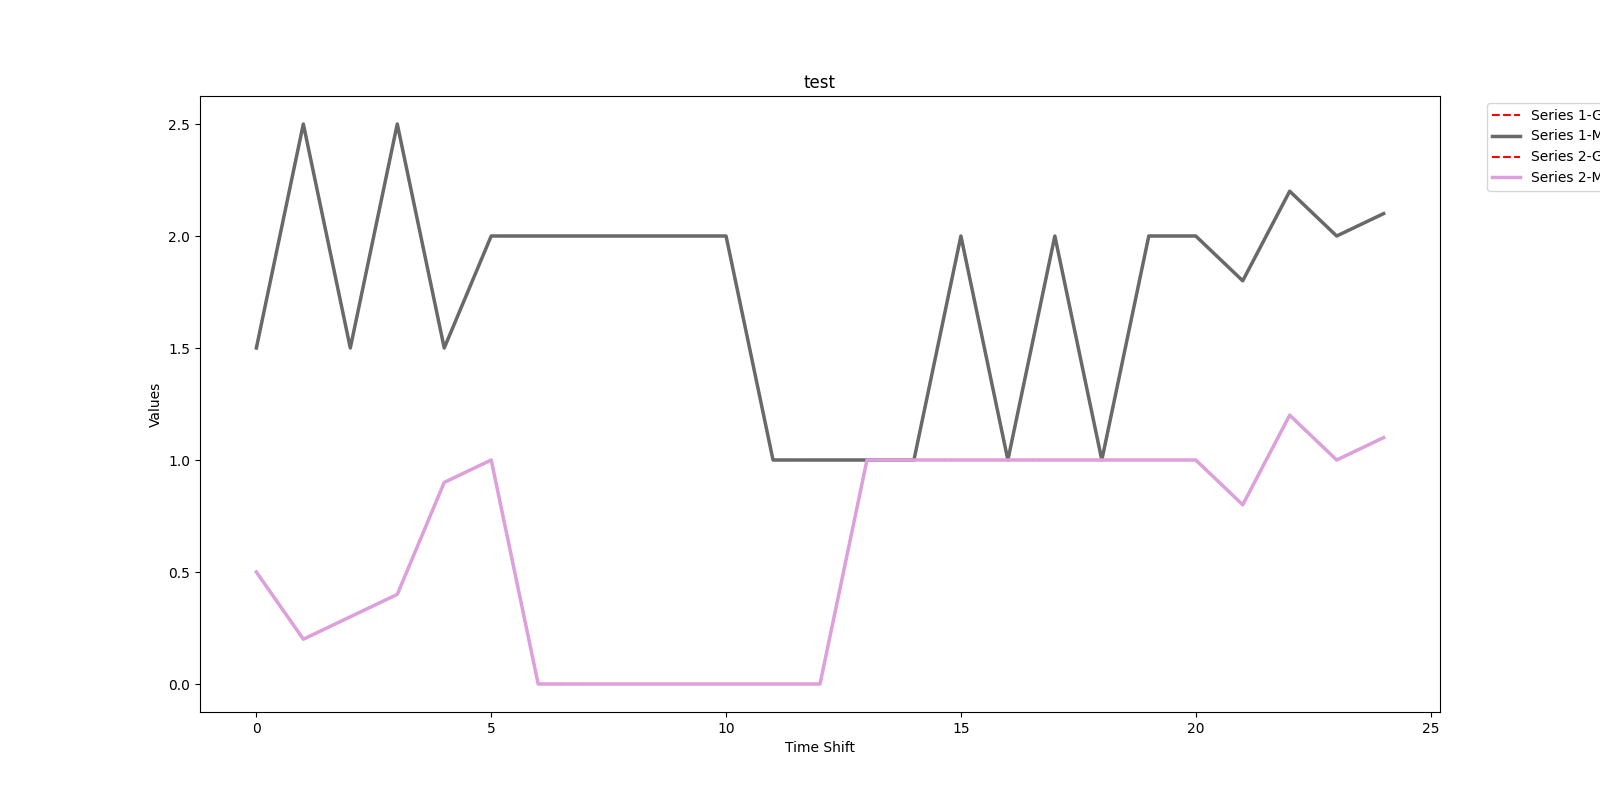 test
2.5
2.0
1.5
1.0
0.5
0.0
Values
0 5 10 15 20 25
Time Shift
Series 1-G
Series 1-M
Series 2-G
Series 2-M